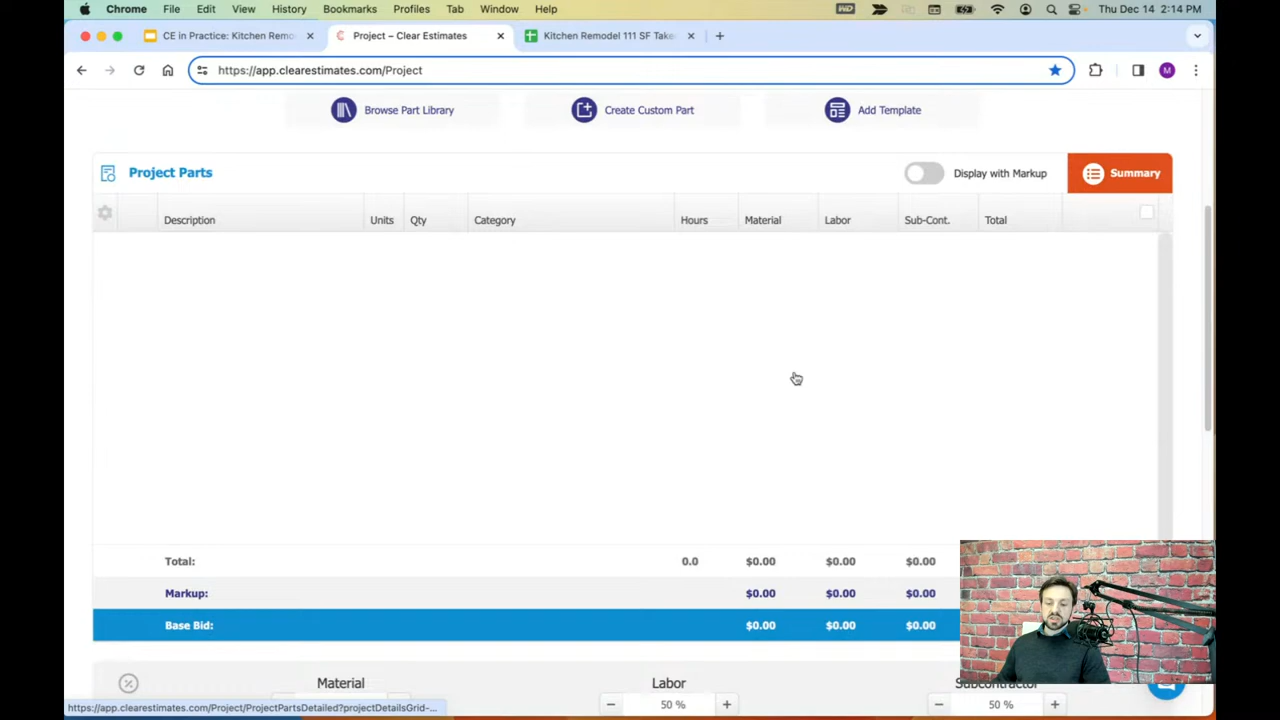 Chrome File Edit View History Bookmarks Profiles Tab Window Help Thu Dec 14 2:14 PM
CE in Practice: Kitchen Remo Project – Clear Estimates Kitchen Remodel 111 SF Take
https://app.clearestimates.com/Project M
Browse Part Library Create Custom Part Add Template
Project Parts Display with Markup Summary
Description Units Qty Category Hours Material Labor Sub-Cont. Total
Total: 0.0 $0.00 $0.00 $0.00
Markup: $0.00 $0.00 $0.00
Base Bid: $0.00 $0.00 $0.00
Material Labor Subcontractor
50 % 50 %
https://app.clearestimates.com/Project/ProjectPartsDetailed?projectDetailsGrid-...